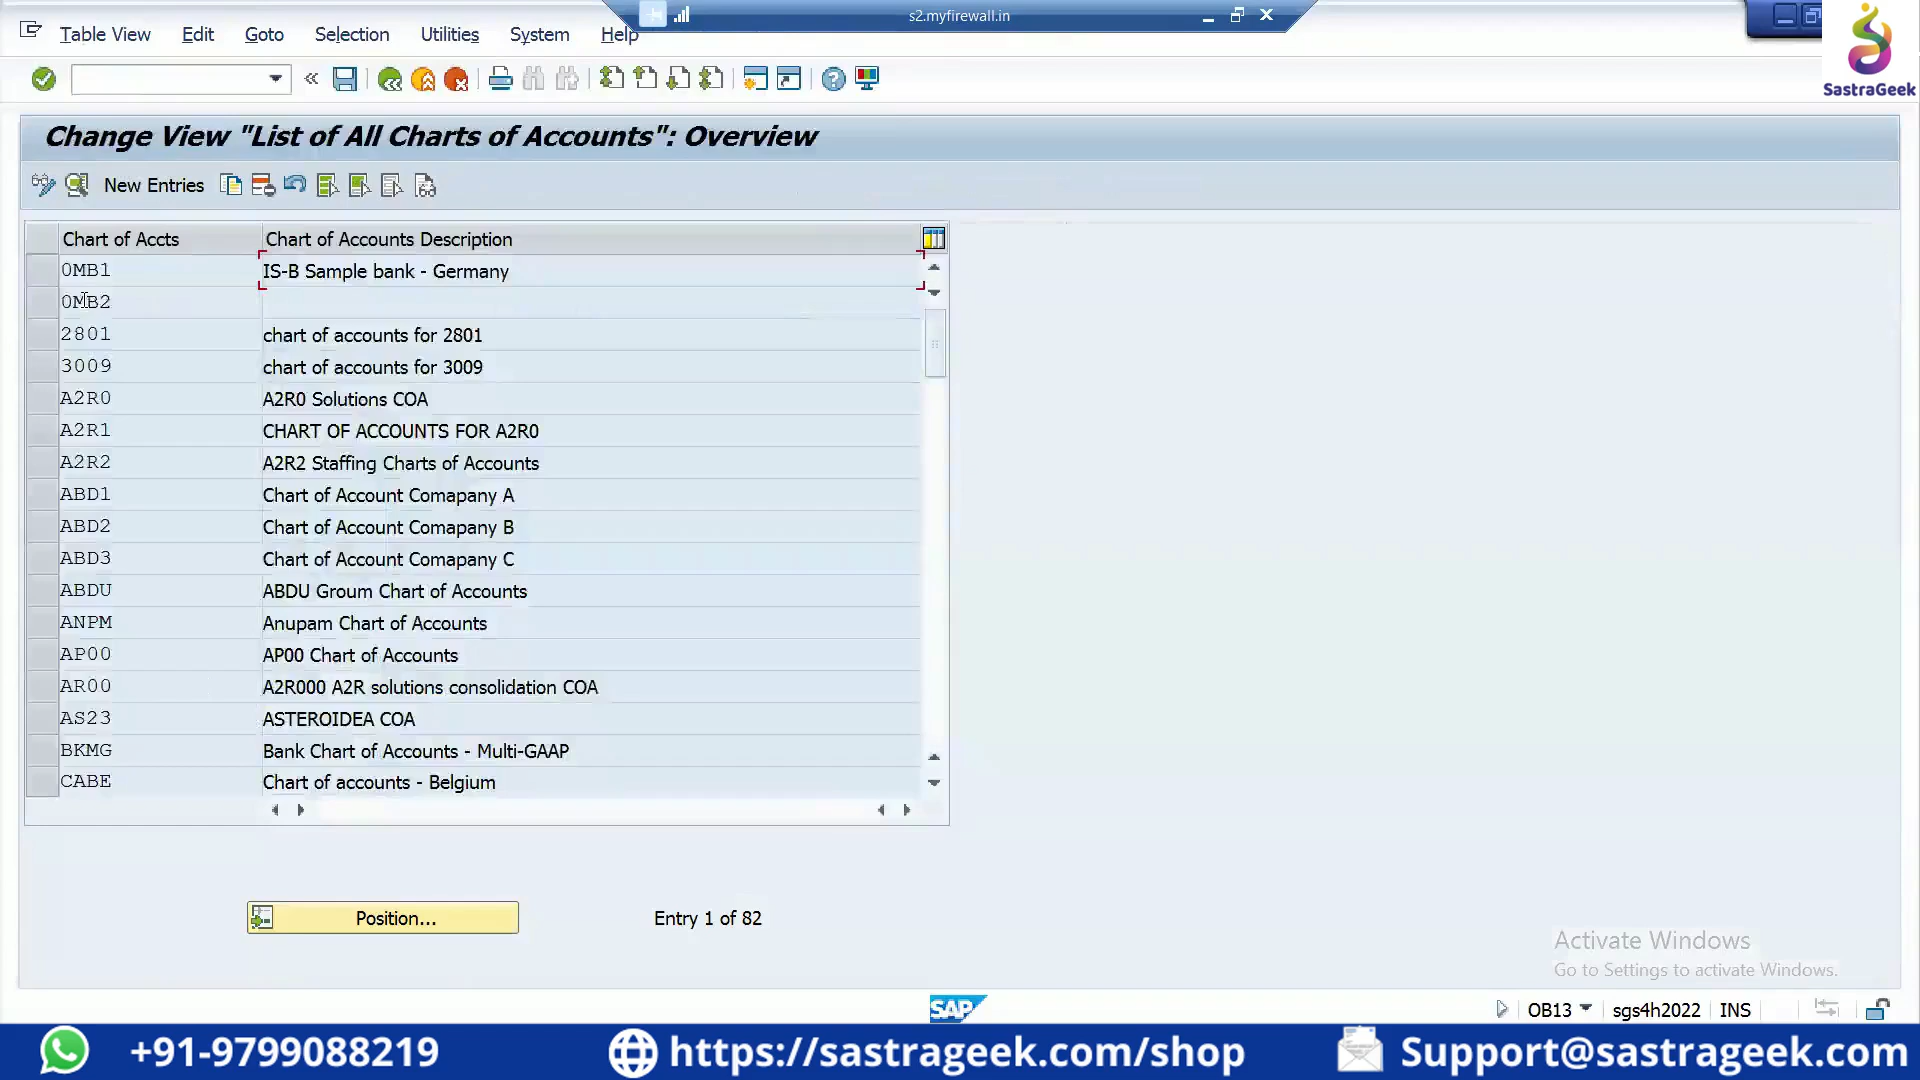 s2.myfirewall.in
Table View Edit Goto Selection Utilities System Help
SastraGeek
Change View "List of All Charts of Accounts": Overview
New Entries
Chart of Accts Chart of Accounts Description
0MB1 IS-B Sample bank - Germany
0MB2
2801 chart of accounts for 2801
3009 chart of accounts for 3009
A2R0 A2R0 Solutions COA
A2R1 CHART OF ACCOUNTS FOR A2R0
A2R2 A2R2 Staffing Charts of Accounts
ABD1 Chart of Account Comapany A
ABD2 Chart of Account Comapany B
ABD3 Chart of Account Comapany C
ABDU ABDU Groum Chart of Accounts
ANPM Anupam Chart of Accounts
AP00 AP00 Chart of Accounts
AR00 A2R000 A2R solutions consolidation COA
AS23 ASTEROIDEA COA
BKMG Bank Chart of Accounts - Multi-GAAP
CABE Chart of accounts - Belgium
Position... Entry 1 of 82
Activate Windows
Go to Settings to activate Windows.
SAP OB13 sgs4h2022 INS
+91-9799088219 https://sastrageek.com/shop Support@sastrageek.com